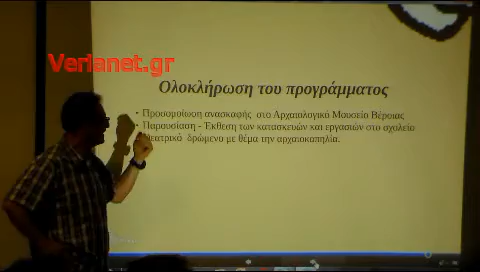 Verianet.gr
Ολοκλήρωση του προγράμματος
• Προσομοίωση ανασκαφής στο Αρχαιολογικό Μουσείο Βέροιας
• Παρουσίαση - Έκθεση των κατασκευών και εργασιών στο σχολείο
Θεατρικό δρώμενο με θέμα την αρχαιοκαπηλία.